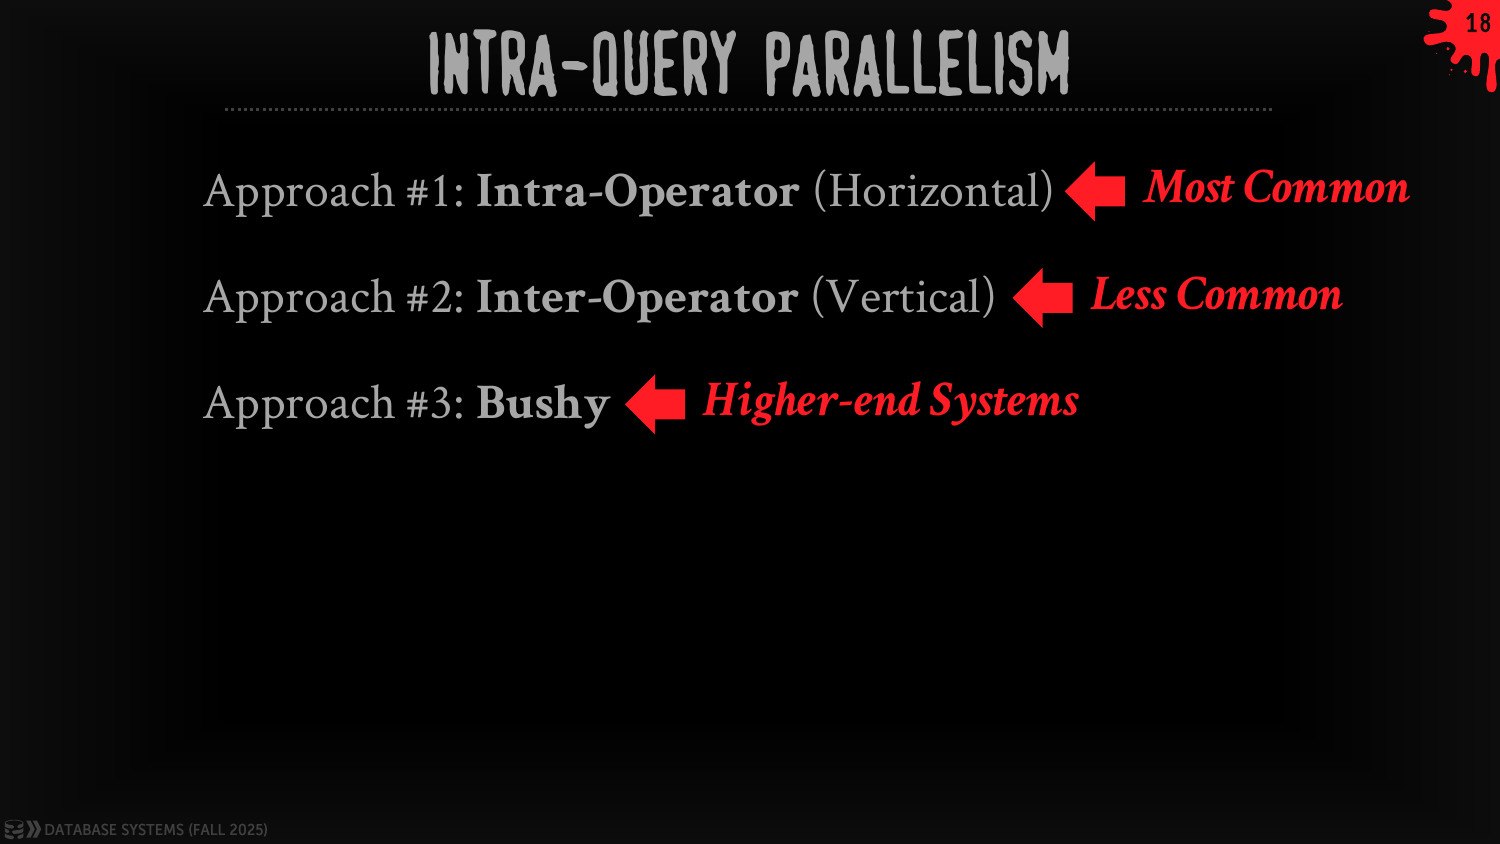 18
INTRA-QUERY PARALLELISM
Approach #1: Intra-Operator (Horizontal) Most Common
Approach #2: Inter-Operator (Vertical) Less Common
Approach #3: Bushy Higher-end Systems
DATABASE SYSTEMS (FALL 2025)